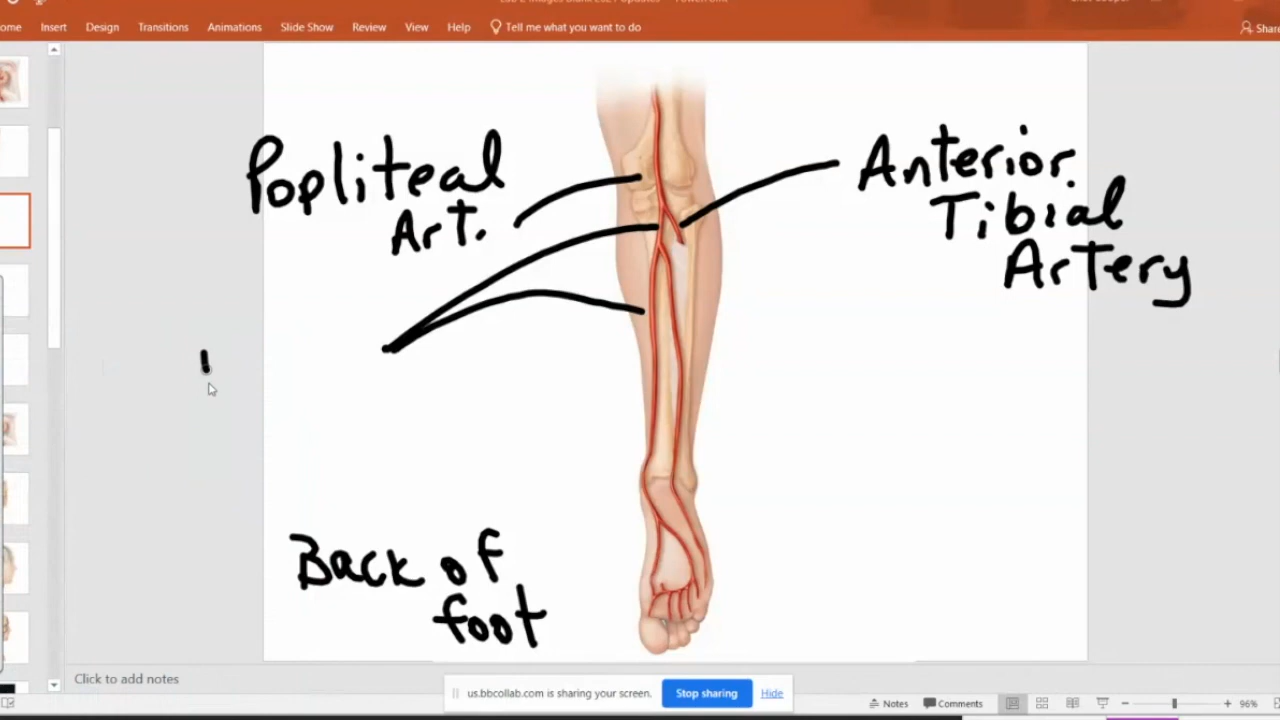 Insert Design Transitions Animations Slide Show Review View Help Tell me what you want to do
Popliteal
Art.
Anterior.
Tibial
Artery
Back of
foot
Click to add notes
us.bbcollab.com is sharing your screen. Stop sharing Hide
Notes Comments 96%